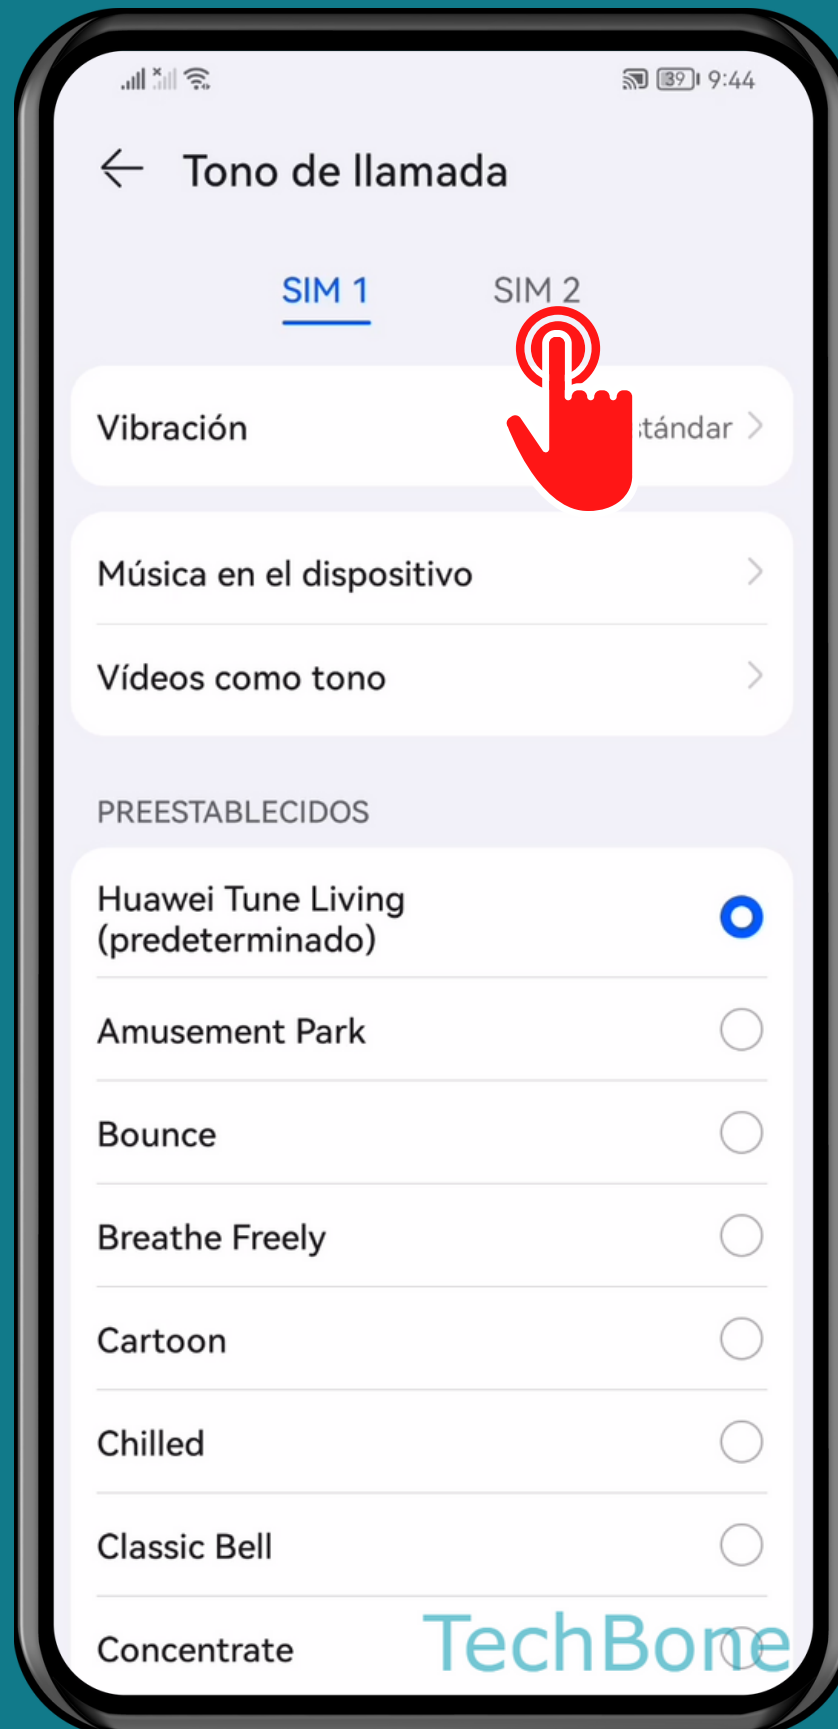 39 9:44
Tono de llamada
SIM 1 SIM 2
Vibración
Música en el dispositivo
Vídeos como tono
PREESTABLECIDOS
Huawei Tune Living
(predeterminado)
Amusement Park
Bounce
Breathe Freely
Cartoon
Chilled
Classic Bell
Concentrate
TechBone